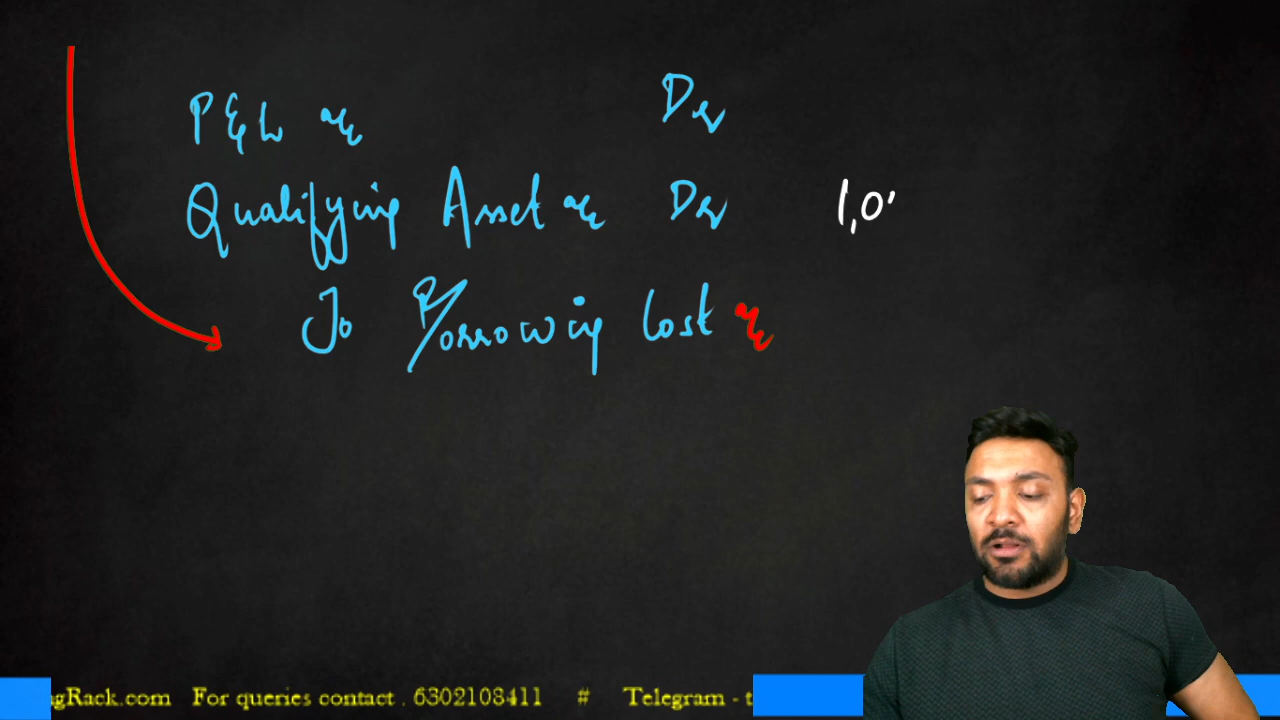 P & L a/c Dr
Qualifying Asset a/c Dr 1,0
To Borrowing Cost a/c
gRack.com For queries contact . 6302108411 # Telegram - t